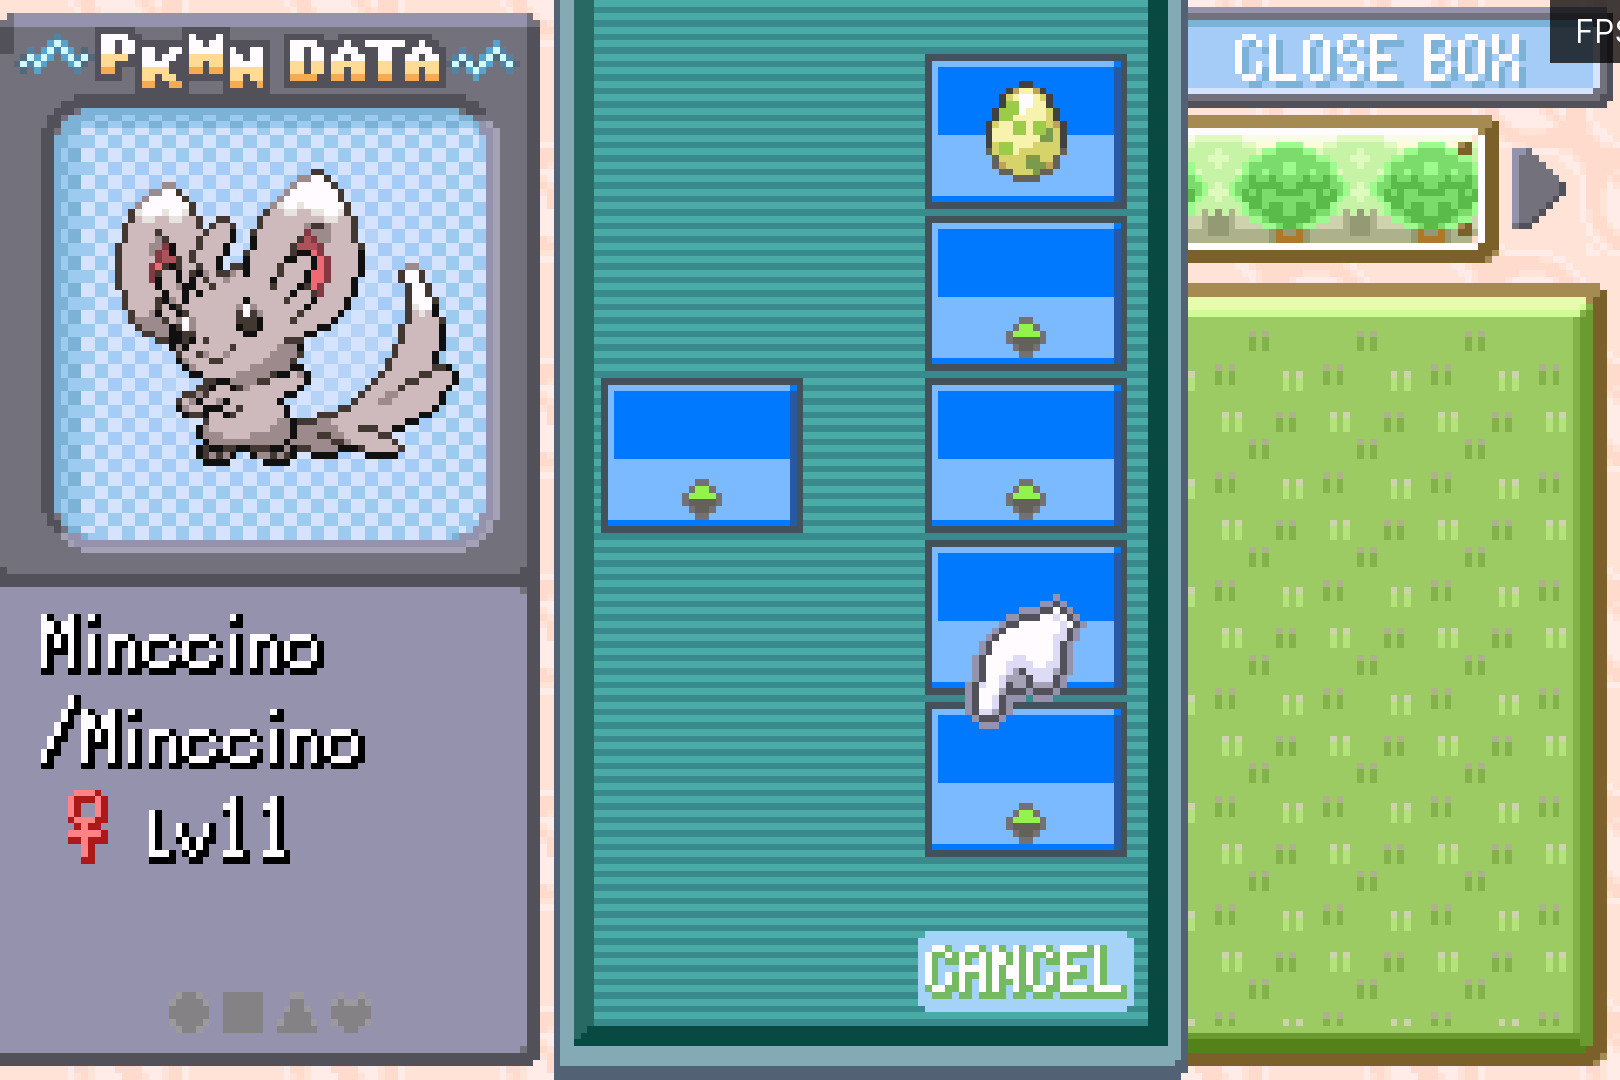 PKMN DATA
Minccino
/Minccino
♀ Lv11
CANCEL
CLOSE BOX
FPS